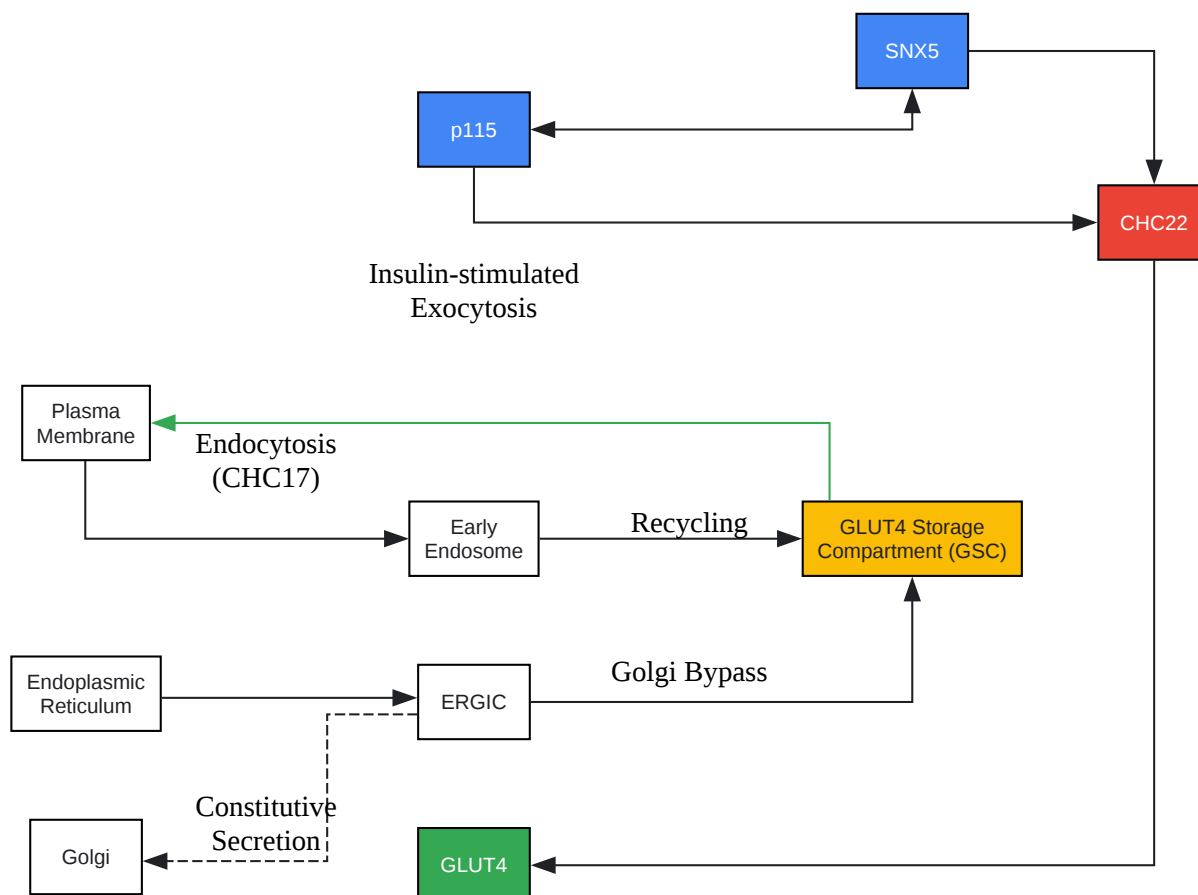 SNX5
p115
CHC22
Insulin-stimulated
Exocytosis
Plasma
Membrane
Endocytosis
(CHC17)
Early
Endosome
Recycling
GLUT4 Storage
Compartment (GSC)
Endoplasmic
Reticulum
ERGIC
Golgi Bypass
Constitutive
Secretion
Golgi
GLUT4